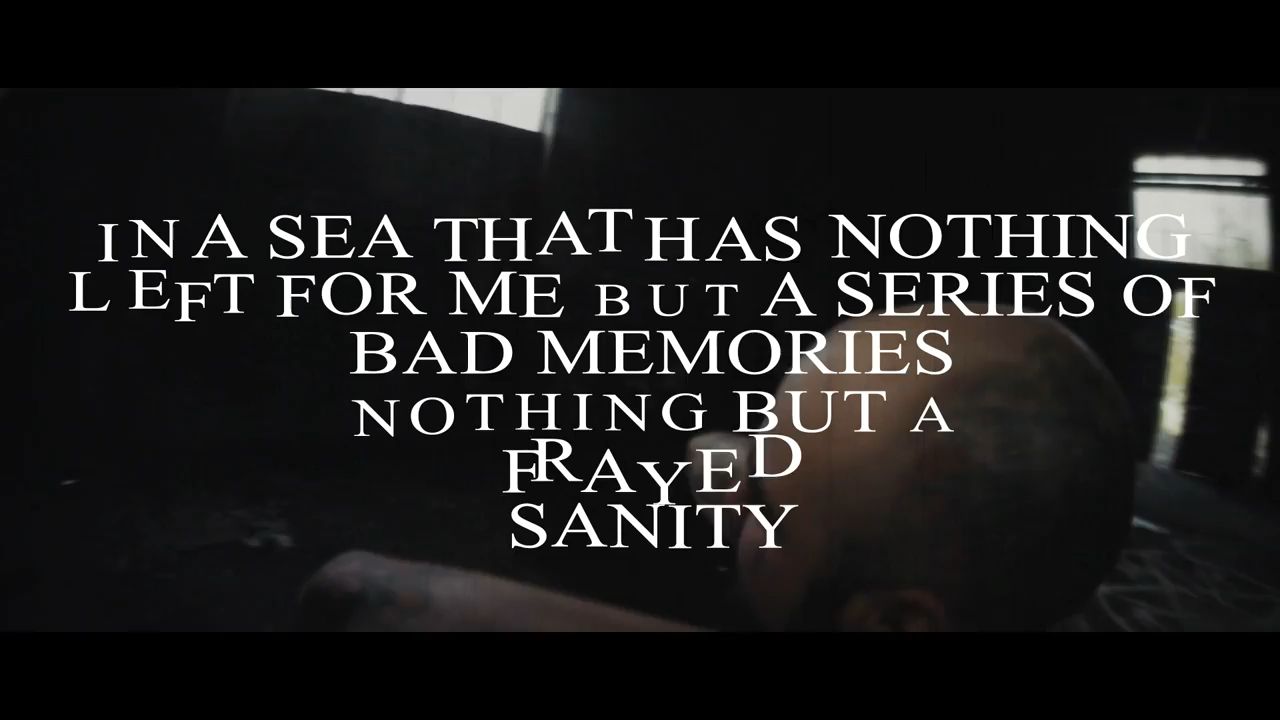 IN A SEA THAT HAS NOTHING
LEFT FOR ME BUT A SERIES OF
BAD MEMORIES
NOTHING BUT A
FRAYED
SANITY